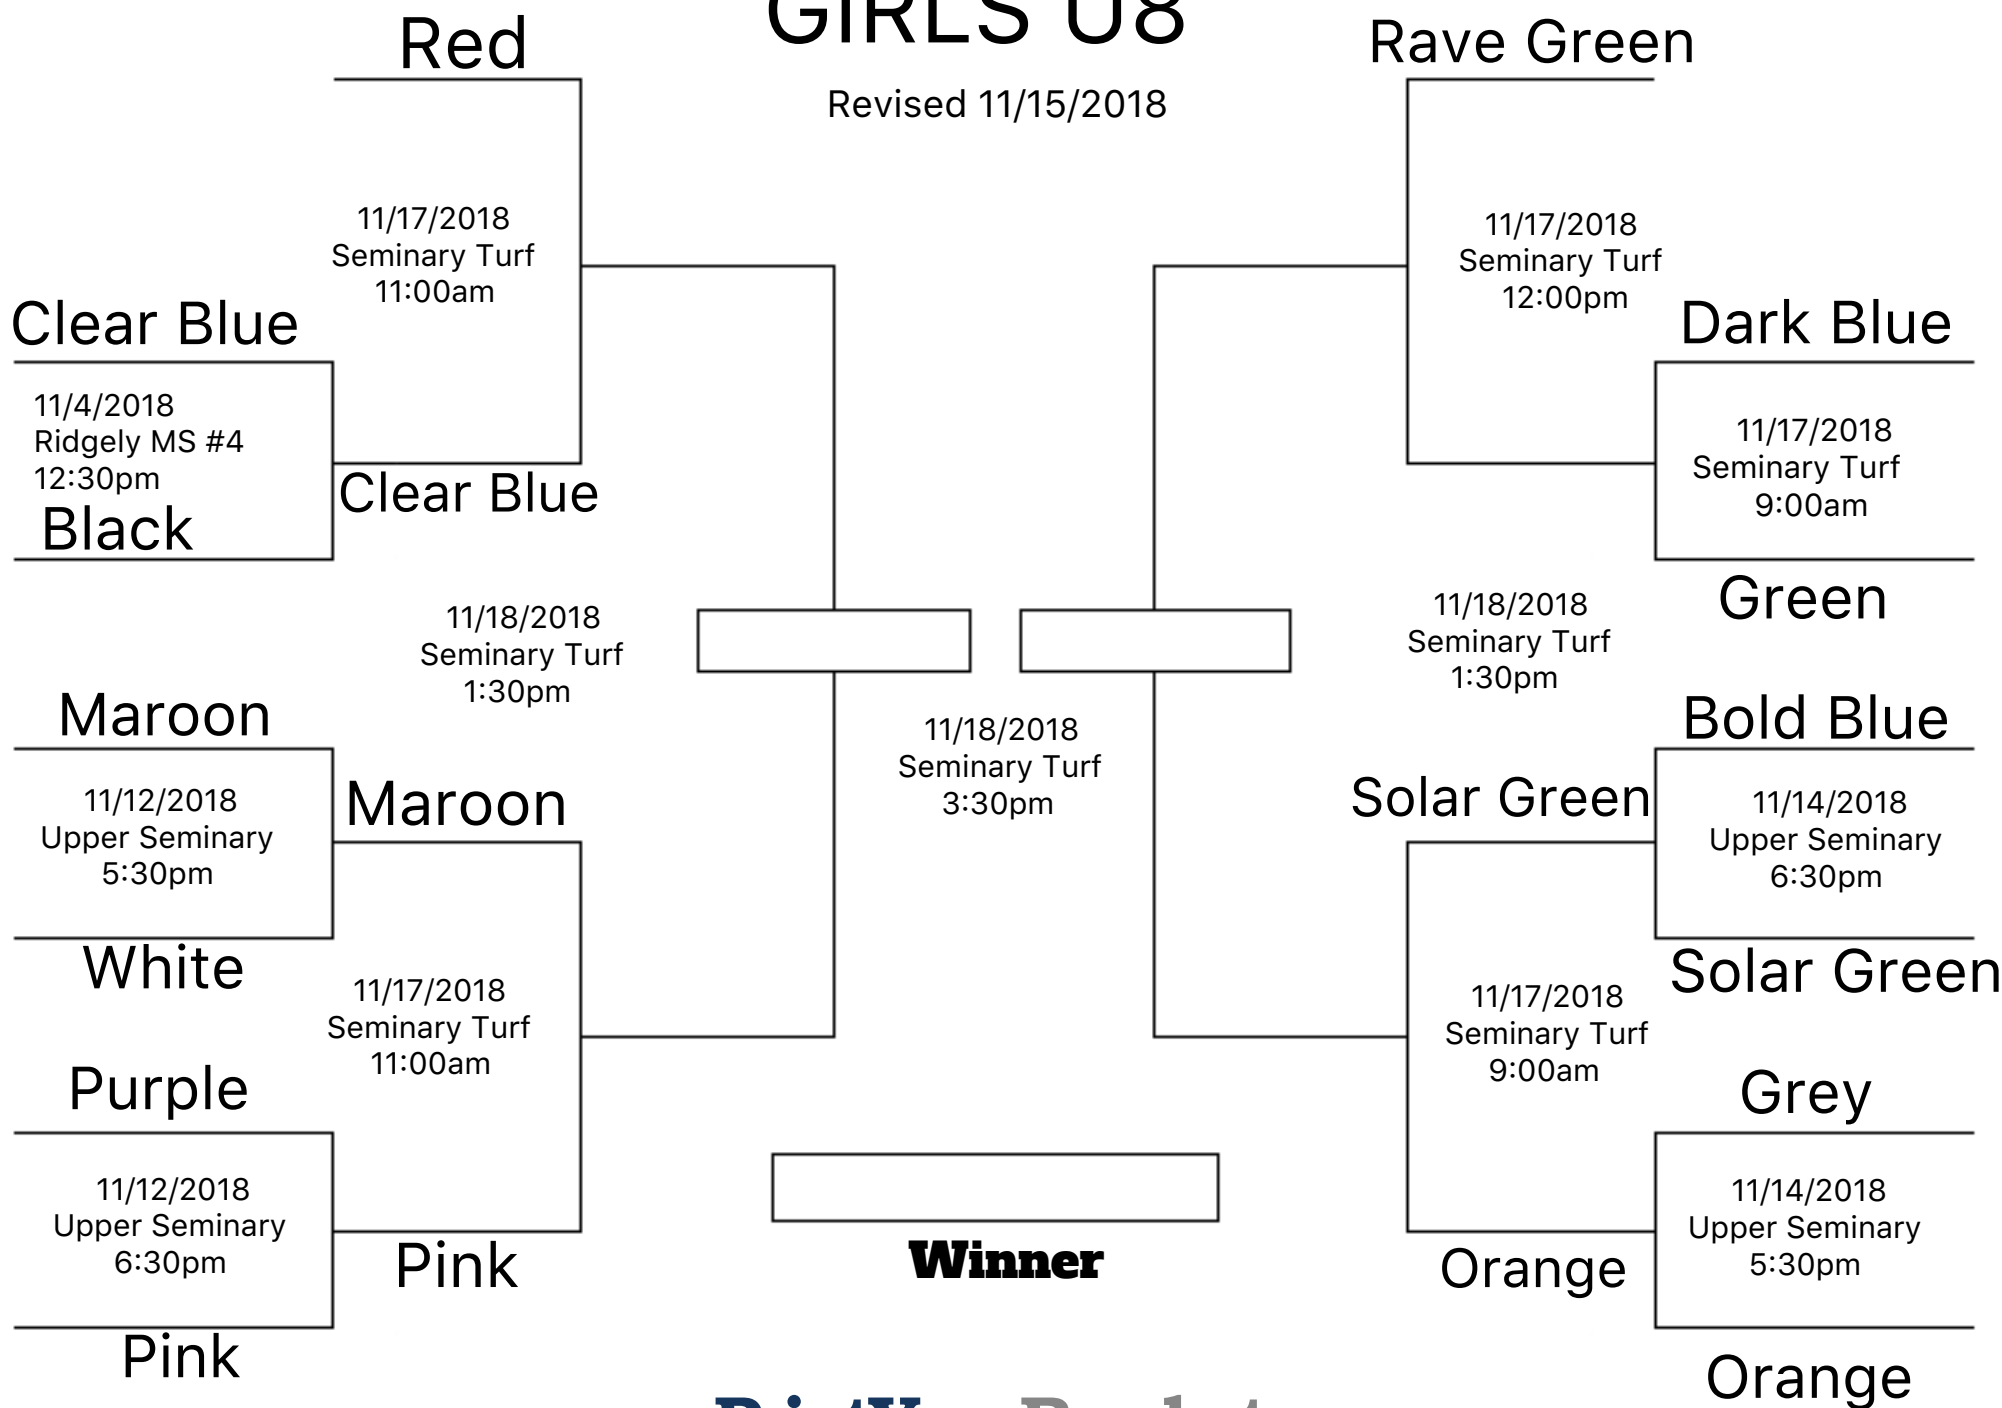 GIRLS U8
Revised 11/15/2018
Red
11/17/2018
Seminary Turf
11:00am
Clear Blue
11/4/2018
Ridgely MS #4
12:30pm
Black
Clear Blue
11/18/2018
Seminary Turf
1:30pm
Maroon
11/12/2018
Upper Seminary
5:30pm
White
Maroon
11/17/2018
Seminary Turf
11:00am
Purple
11/12/2018
Upper Seminary
6:30pm
Pink
Pink
11/18/2018
Seminary Turf
3:30pm
Winner
Rave Green
11/17/2018
Seminary Turf
12:00pm
Dark Blue
11/17/2018
Seminary Turf
9:00am
Green
11/18/2018
Seminary Turf
1:30pm
Bold Blue
11/14/2018
Upper Seminary
6:30pm
Solar Green
Solar Green
11/17/2018
Seminary Turf
9:00am
Grey
11/14/2018
Upper Seminary
5:30pm
Orange
Orange